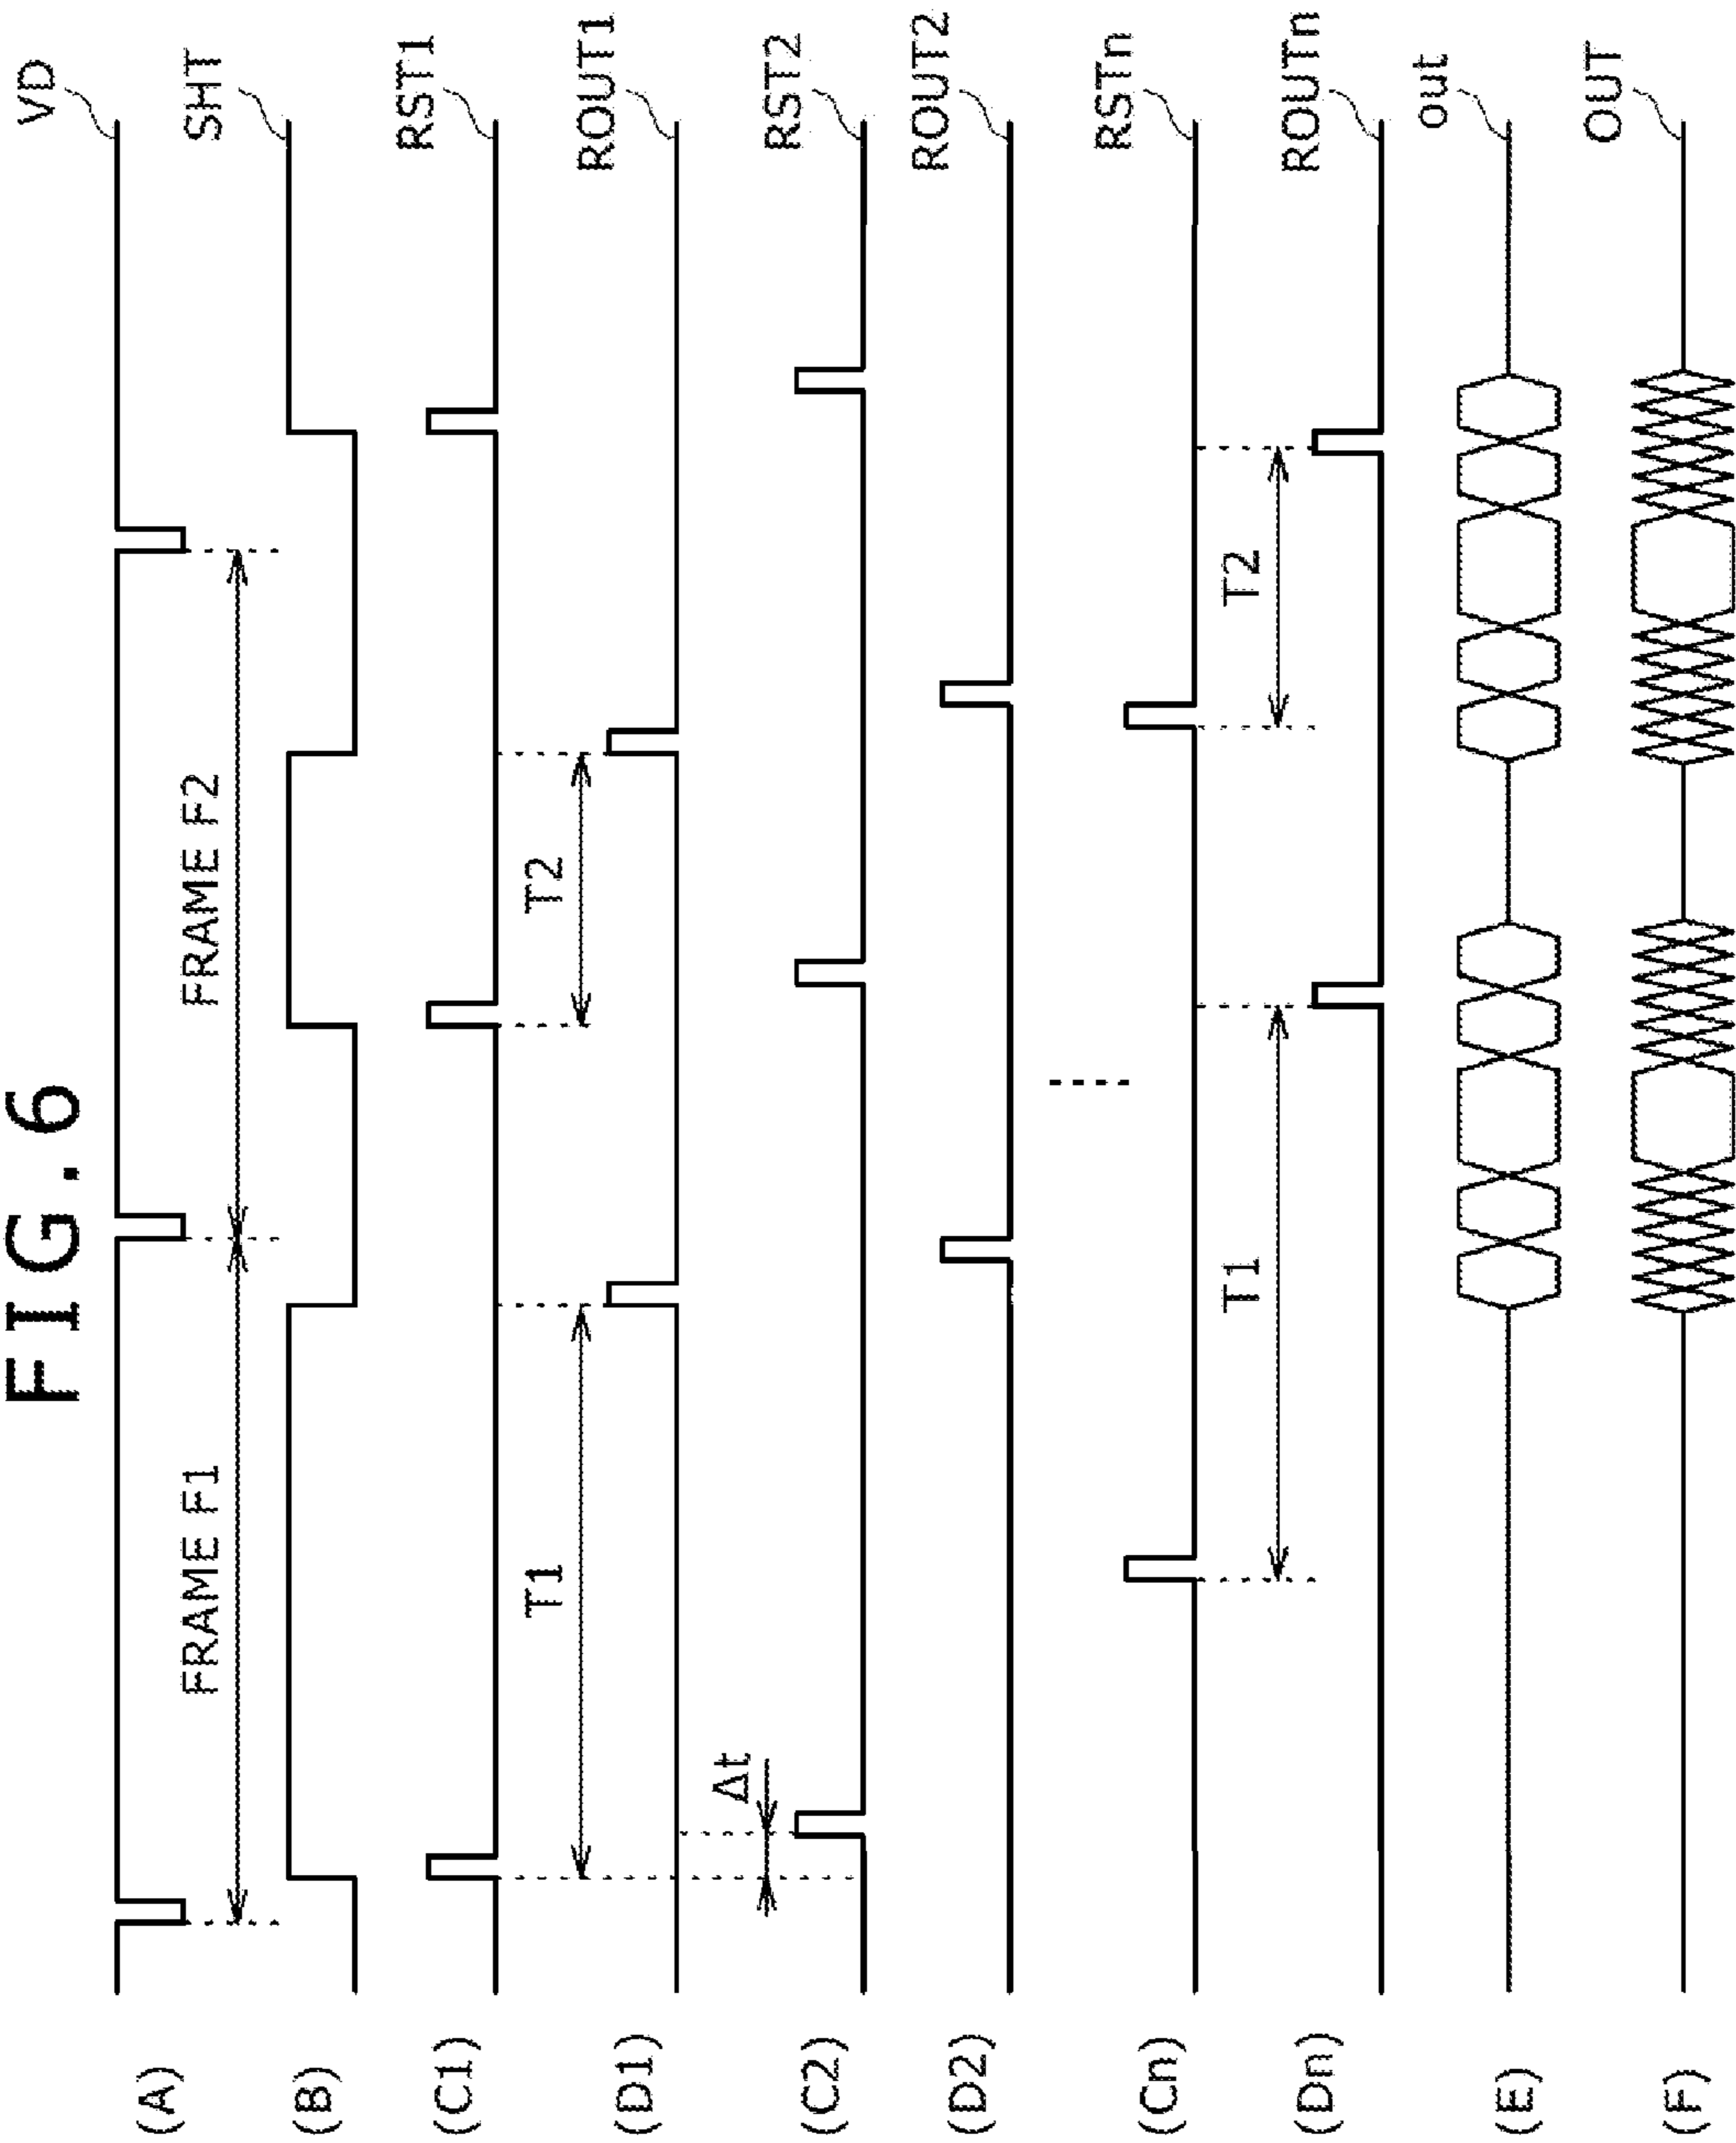 FIG.6
(A) VD
FRAME F1 FRAME F2
(B) SHT
(C1) RST1
T1 T2
(D1) ROUT1
Δt
(C2) RST2
(D2) ROUT2
(Cn) RSTn
T1 T2
(Dn) ROUTn
(E) out
(F) OUT